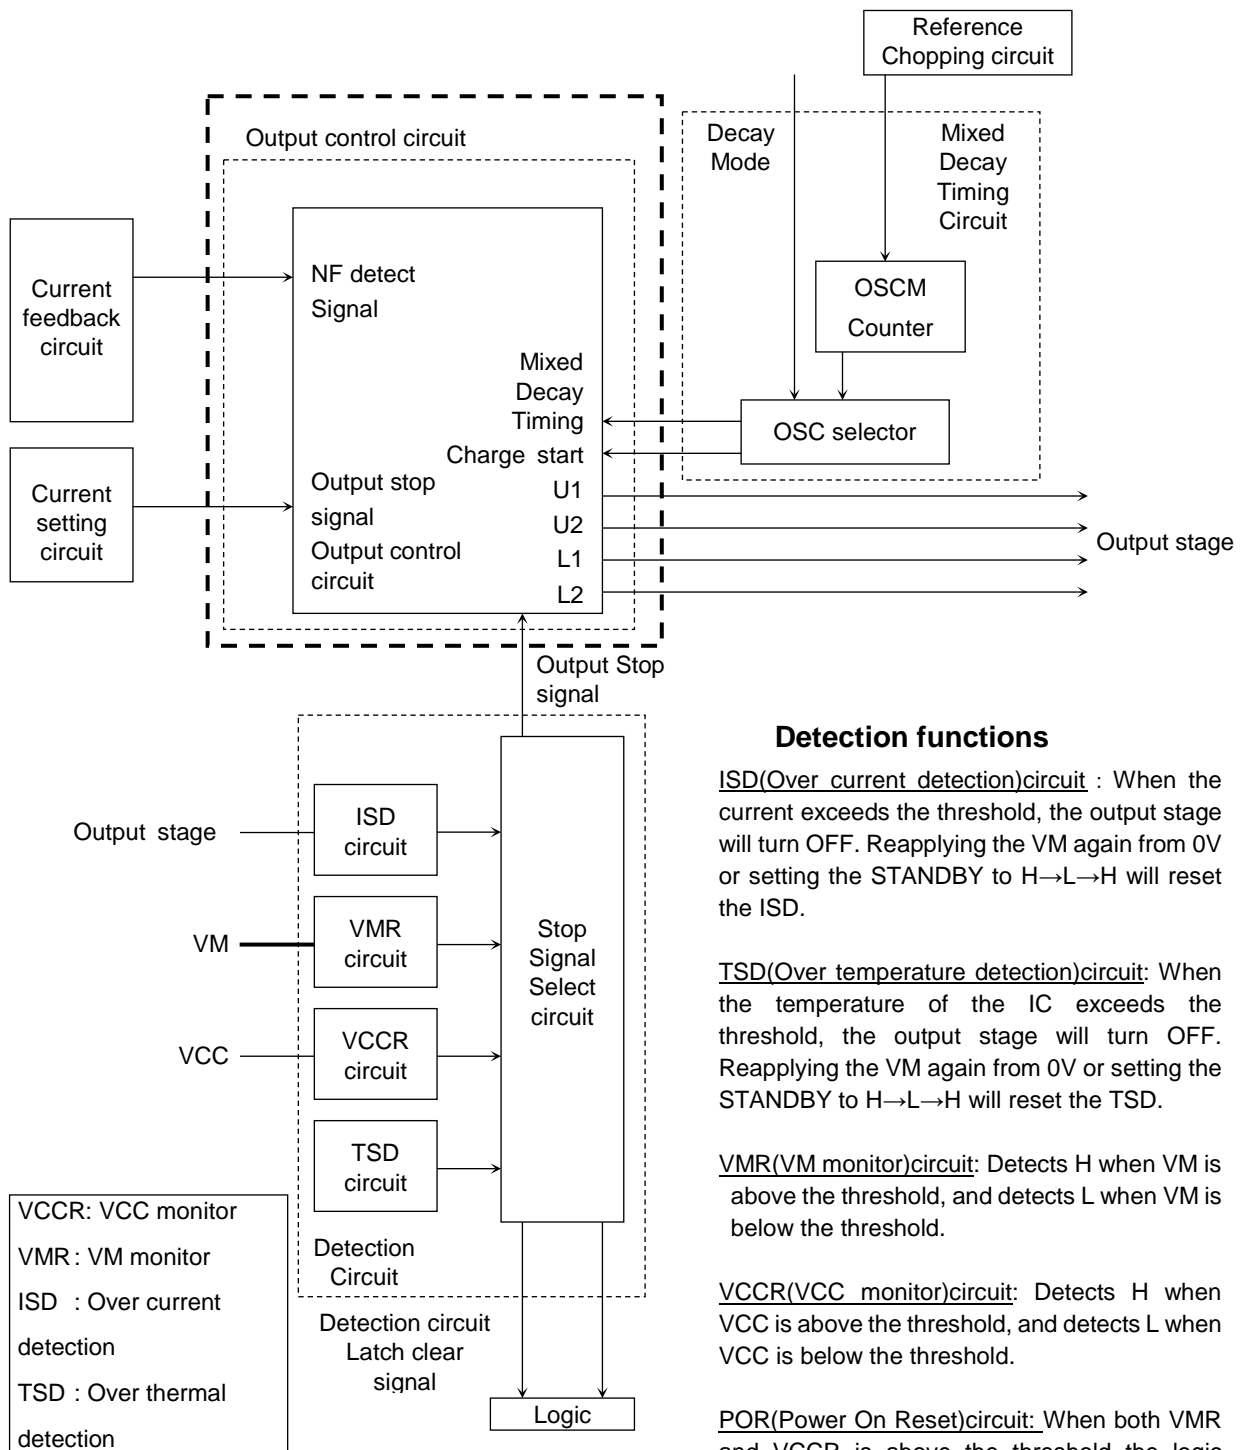 Reference
Chopping circuit
Output control circuit
Decay
Mode
Mixed
Decay
Timing
Circuit
Current
feedback
circuit
NF detect
Signal
OSCM
Counter
Mixed
Decay
Timing
OSC selector
Charge start
Current
setting
circuit
Output stop
signal
Output control
circuit
U1
U2
L1
L2
Output stage
Output Stop
signal
Output stage
ISD
circuit
VM
VMR
circuit
Stop
Signal
Select
circuit
VCC
VCCR
circuit
TSD
circuit
Detection
Circuit
Detection circuit
Latch clear
signal
Logic
VCCR: VCC monitor
VMR : VM monitor
ISD : Over current
detection
TSD : Over thermal
detection
Detection functions
ISD(Over current detection)circuit : When the
current exceeds the threshold, the output stage
will turn OFF. Reapplying the VM again from 0V
or setting the STANDBY to H→L→H will reset
the ISD.
TSD(Over temperature detection)circuit: When
the temperature of the IC exceeds the
threshold, the output stage will turn OFF.
Reapplying the VM again from 0V or setting the
STANDBY to H→L→H will reset the TSD.
VMR(VM monitor)circuit: Detects H when VM is
above the threshold, and detects L when VM is
below the threshold.
VCCR(VCC monitor)circuit: Detects H when
VCC is above the threshold, and detects L when
VCC is below the threshold.
POR(Power On Reset)circuit: When both VMR
and VCCR is above the threshold the logic